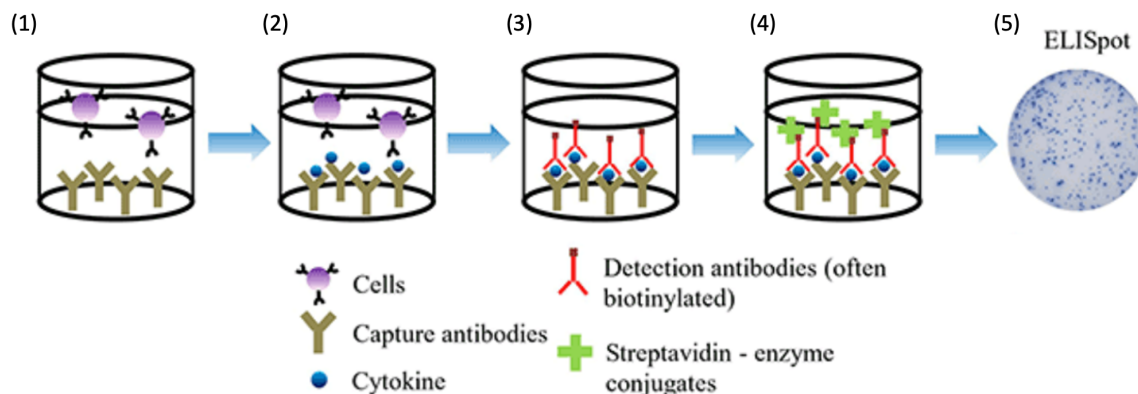 (1)
(2)
(3)
(4)
(5)
ELISpot
Cells
Capture antibodies
Cytokine
Detection antibodies (often
biotinylated)
Streptavidin - enzyme
conjugates